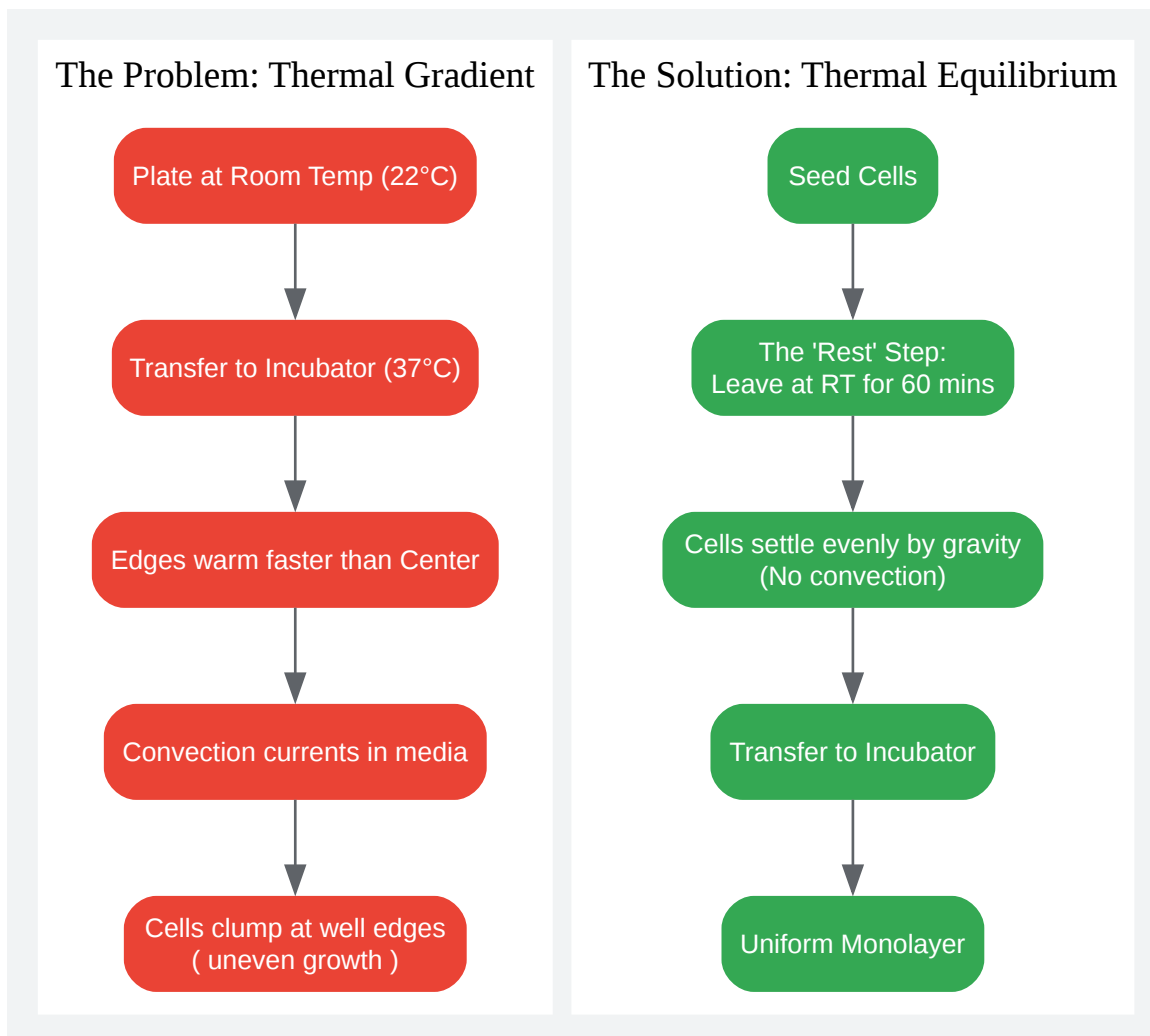 The Problem: Thermal Gradient
Plate at Room Temp (22°C)
Transfer to Incubator (37°C)
Edges warm faster than Center
Convection currents in media
Cells clump at well edges
( uneven growth )
The Solution: Thermal Equilibrium
Seed Cells
The 'Rest' Step:
Leave at RT for 60 mins
Cells settle evenly by gravity
(No convection)
Transfer to Incubator
Uniform Monolayer